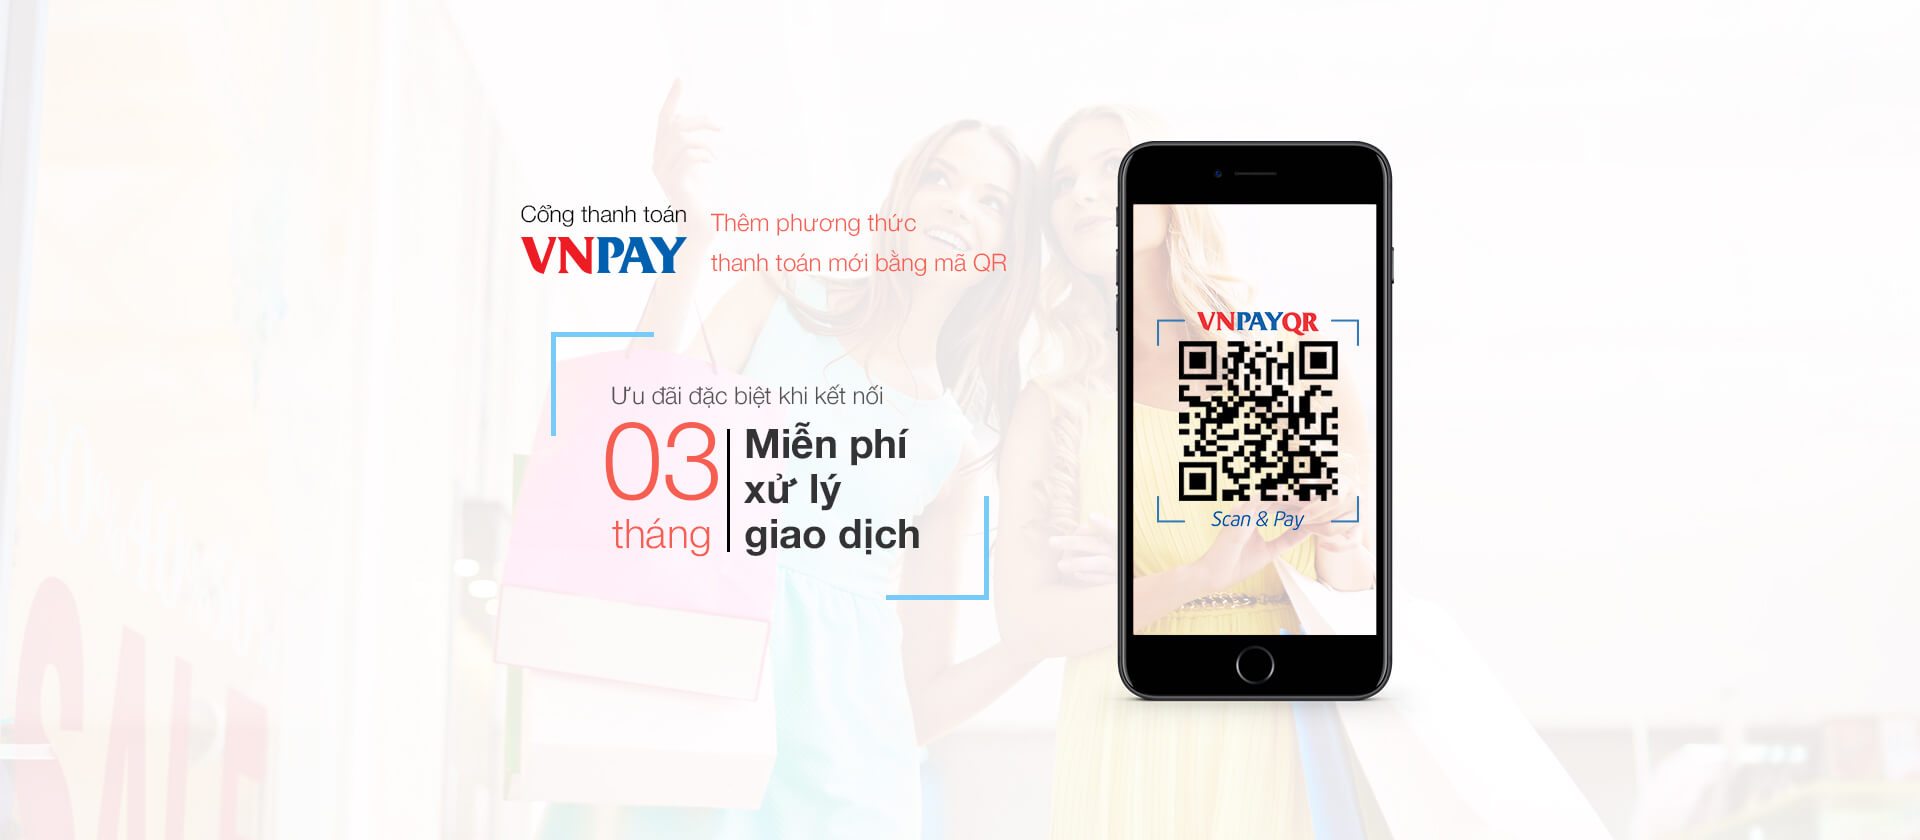 Cổng thanh toán
VNPAY
Thêm phương thức
thanh toán mới bằng mã QR
Ưu đãi đặc biệt khi kết nối
03
tháng
Miễn phí
xử lý
giao dịch
VNPAYQR
Scan & Pay
SALE